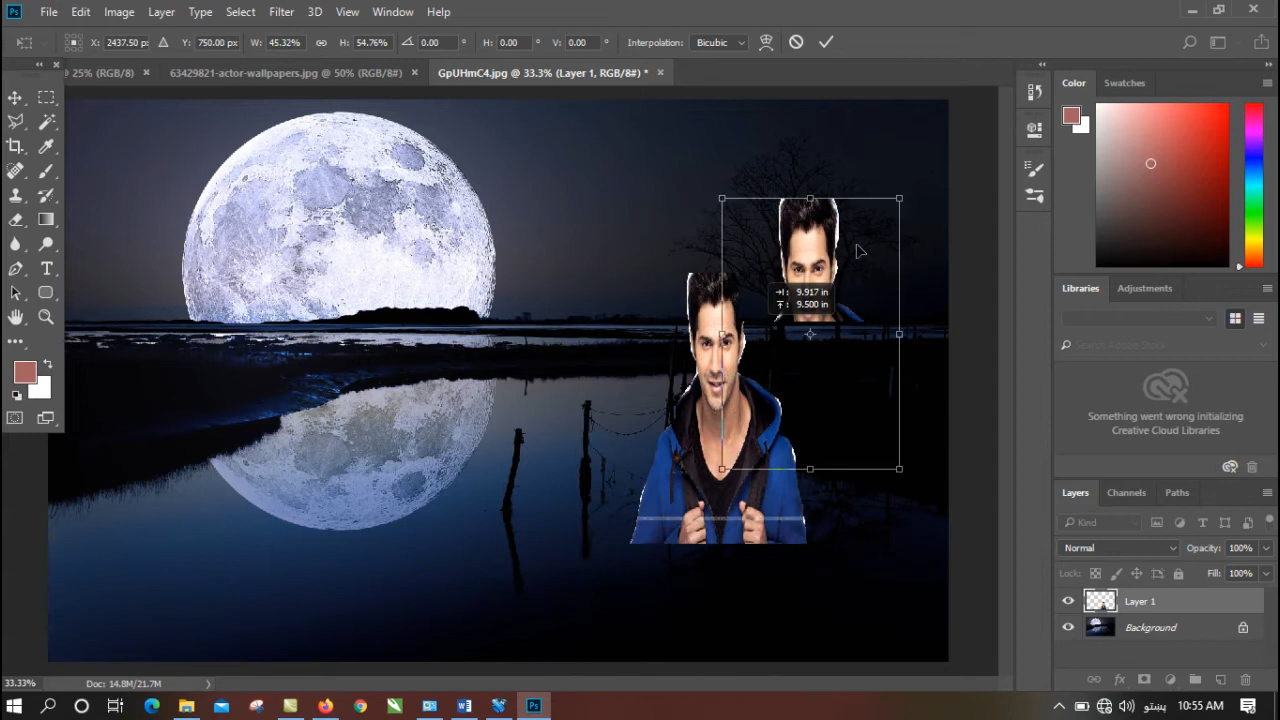 Ps File Edit Image Layer Type Select Filter 3D View Window Help
X: 2437.50 px Y: 750.00 px W: 45.32% H: 54.76% 0.00 ° H: 0.00 ° V: 0.00 ° Interpolation: Bicubic
@ 25% (RGB/8) × 63429821-actor-wallpapers.jpg @ 50% (RGB/8#) × GpUHmC4.jpg @ 33.3% (Layer 1, RGB/8#) * ×
Color Swatches
9.917 in
9.500 in
Libraries Adjustments
Search Adobe Stock
Something went wrong initializing
Creative Cloud Libraries
Layers Channels Paths
Kind
Normal Opacity: 100%
Lock: Fill: 100%
Layer 1
Background
33.33% Doc: 14.8M/21.7M
Ps پښتو 10:55 AM